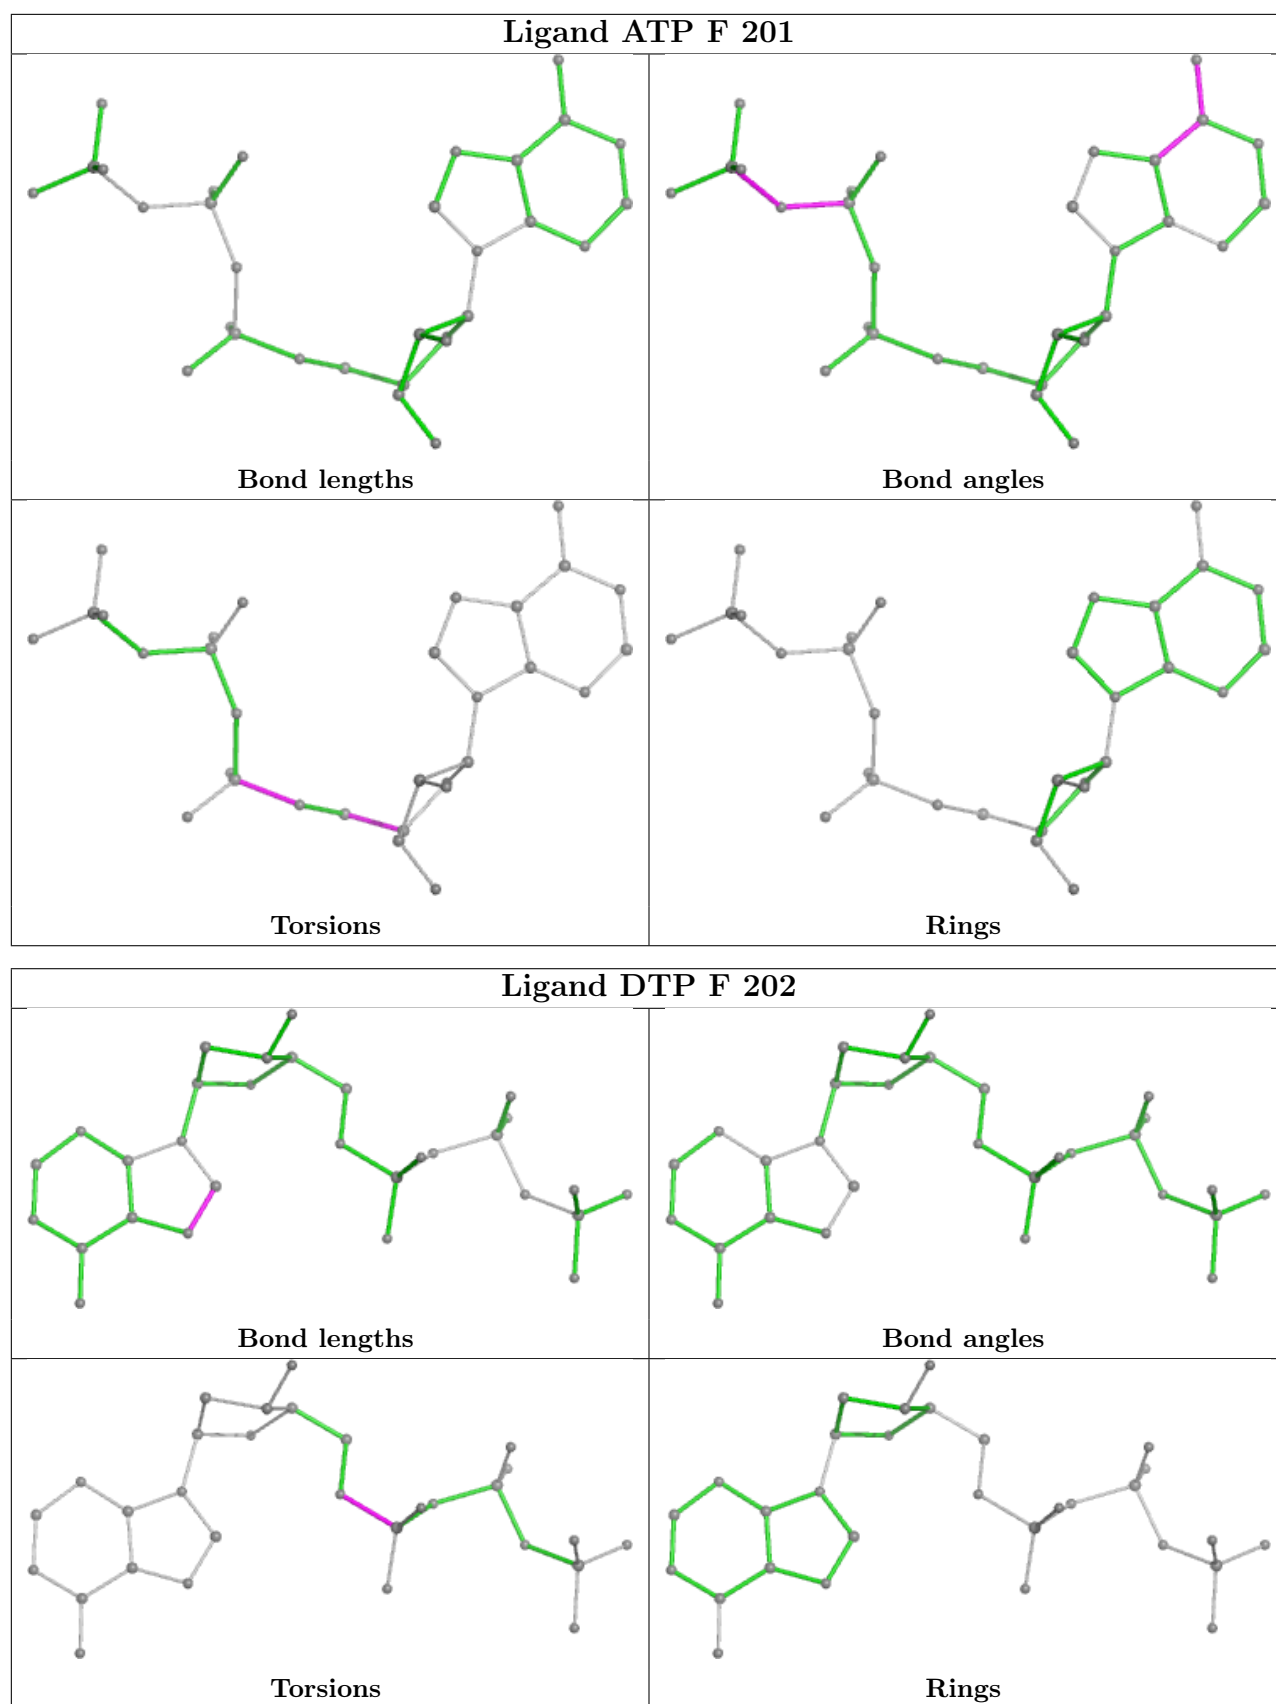 Ligand ATP F 201
Bond lengths
Bond angles
Torsions
Rings
Ligand DTP F 202
Bond lengths
Bond angles
Torsions
Rings